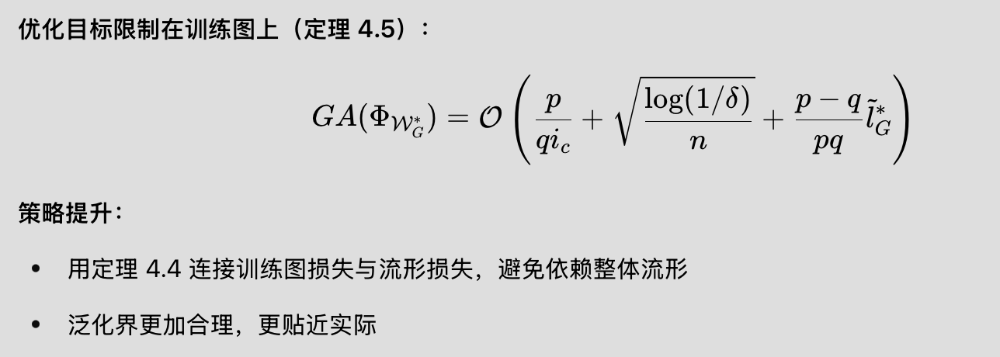 优化目标限制在训练图上（定理 4.5）:
$GA(\Phi_{\mathcal{W}_G^*}) = \mathcal{O}\left(\frac{p}{qi_c} + \sqrt{\frac{\log(1/\delta)}{n}} + \frac{p-q}{pq}\tilde{l}_G^*\right)$
策略提升：
• 用定理 4.4 连接训练图损失与流形损失，避免依赖整体流形
• 泛化界更加合理，更贴近实际